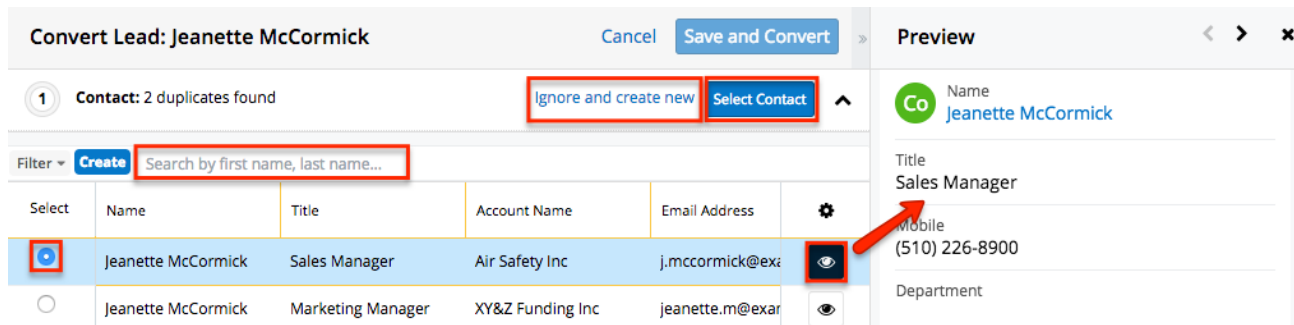 Convert Lead: Jeanette McCormick Cancel Save and Convert »
1 Contact: 2 duplicates found Ignore and create new Select Contact
Filter Create Search by first name, last name...
Select Name Title Account Name Email Address
Jeanette McCormick Sales Manager Air Safety Inc j.mccormick@exa
Jeanette McCormick Marketing Manager XY&Z Funding Inc jeanette.m@exar
Preview
Co Name
Jeanette McCormick
Title
Sales Manager
Mobile
(510) 226-8900
Department